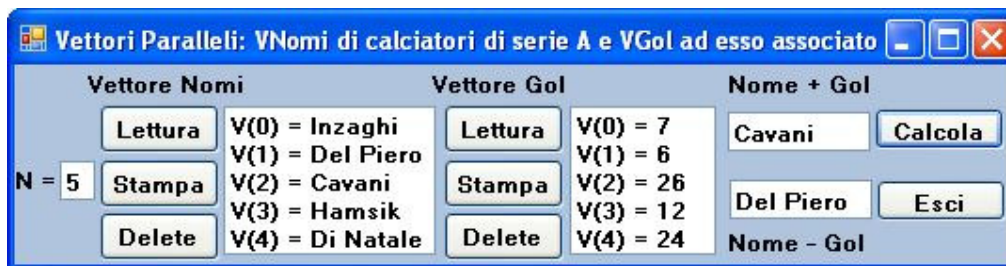 Vettori Paralleli: VNomi di calciatori di serie A e VGol ad esso associato
Vettore Nomi
Vettore Gol
Nome + Gol
N = 5
Lettura
Stampa
Delete
V(0) = Inzaghi
V(1) = Del Piero
V(2) = Cavani
V(3) = Hamsik
V(4) = Di Natale
Lettura
Stampa
Delete
V(0) = 7
V(1) = 6
V(2) = 26
V(3) = 12
V(4) = 24
Cavani
Calcola
Del Piero
Esci
Nome - Gol